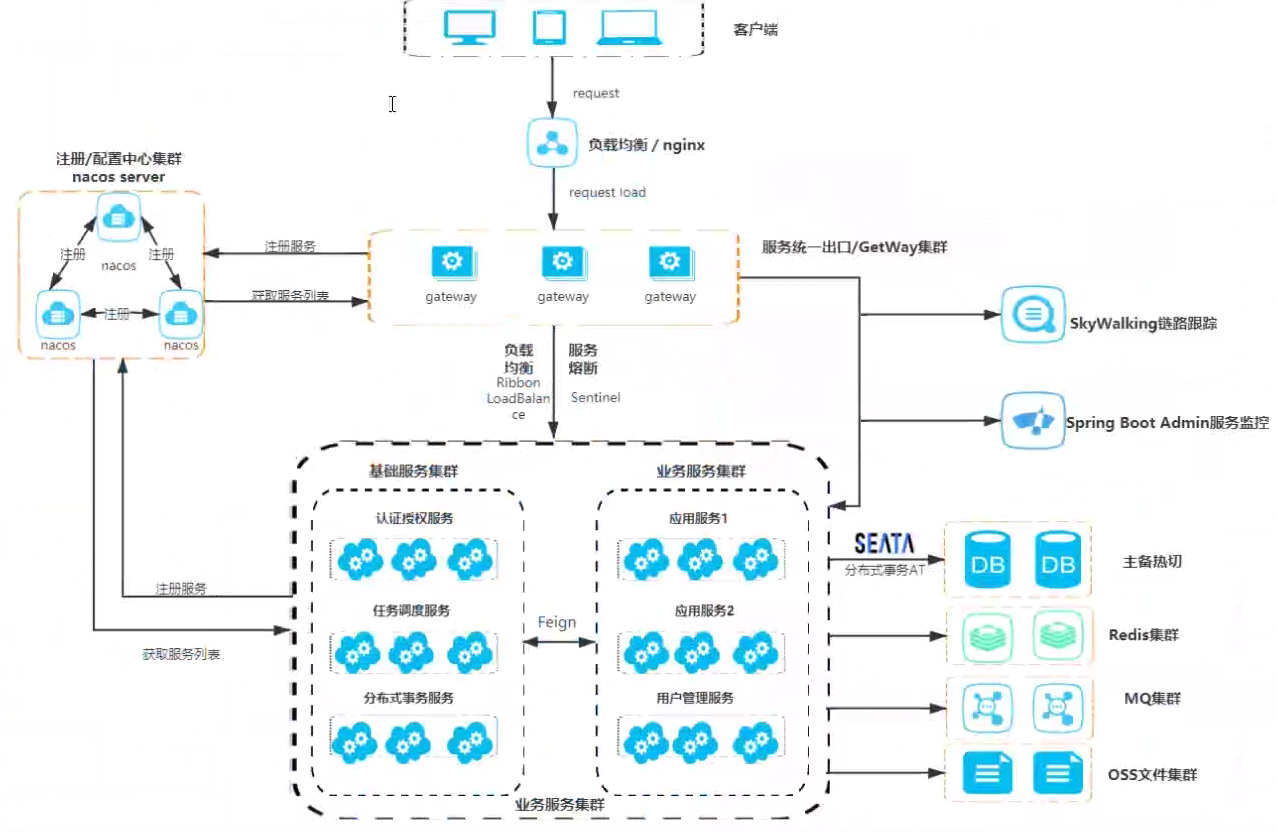 客户端
request
负载均衡 / nginx
request load
注册/配置中心集群
nacos server
注册
注册
nacos
注册
nacos
nacos
注册服务
获取服务列表
gateway
gateway
gateway
服务统一出口/GetWay集群
SkyWalking链路跟踪
Spring Boot Admin服务监控
负载
均衡
Ribbon
LoadBalan
ce
服务
熔断
Sentinel
基础服务集群
业务服务集群
认证授权服务
应用服务1
任务调度服务
应用服务2
Feign
分布式事务服务
用户管理服务
业务服务集群
注册服务
获取服务列表
SEATA
分布式事务AT
DB
DB
主备热切
Redis集群
MQ集群
OSS文件集群